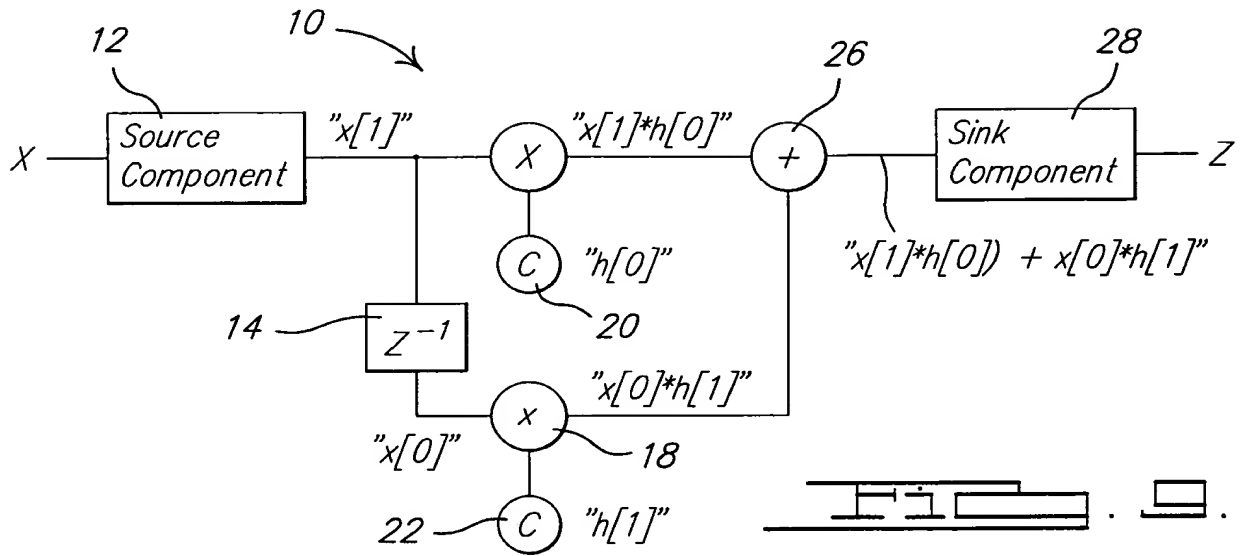 10
12
26
28
Source
Component
"x[1]"
X
"x[1]*h[0]"
+
Sink
Component
X
Z
C
"h[0]"
20
"x[1]*h[0]) + x[0]*h[1]"
14
Z⁻¹
"x[0]"
x
"x[0]*h[1]"
18
22
C
"h[1]"